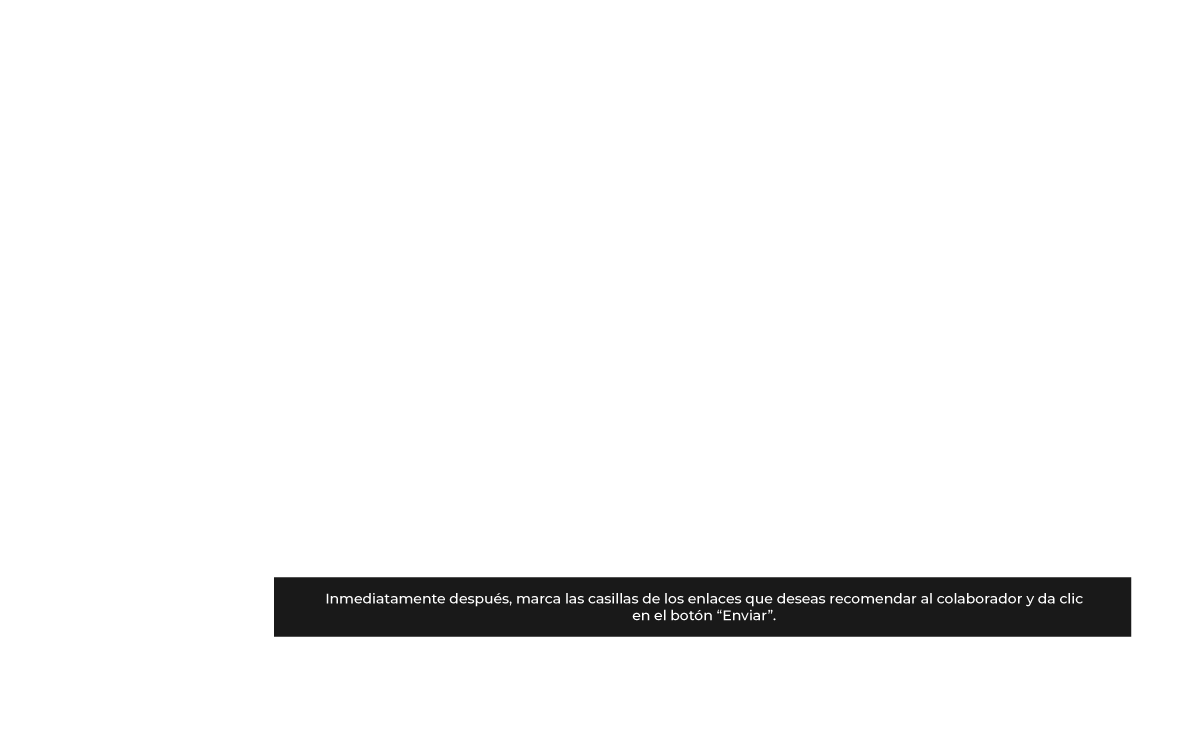 Inmediatamente después, marca las casillas de los enlaces que deseas recomendar al colaborador y da clic
en el botón “Enviar”.